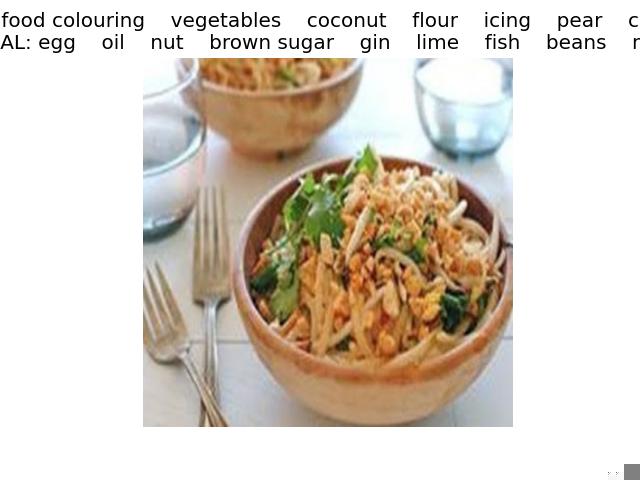 food colouring vegetables coconut flour icing pear c
AL: egg oil nut brown sugar gin lime fish beans r